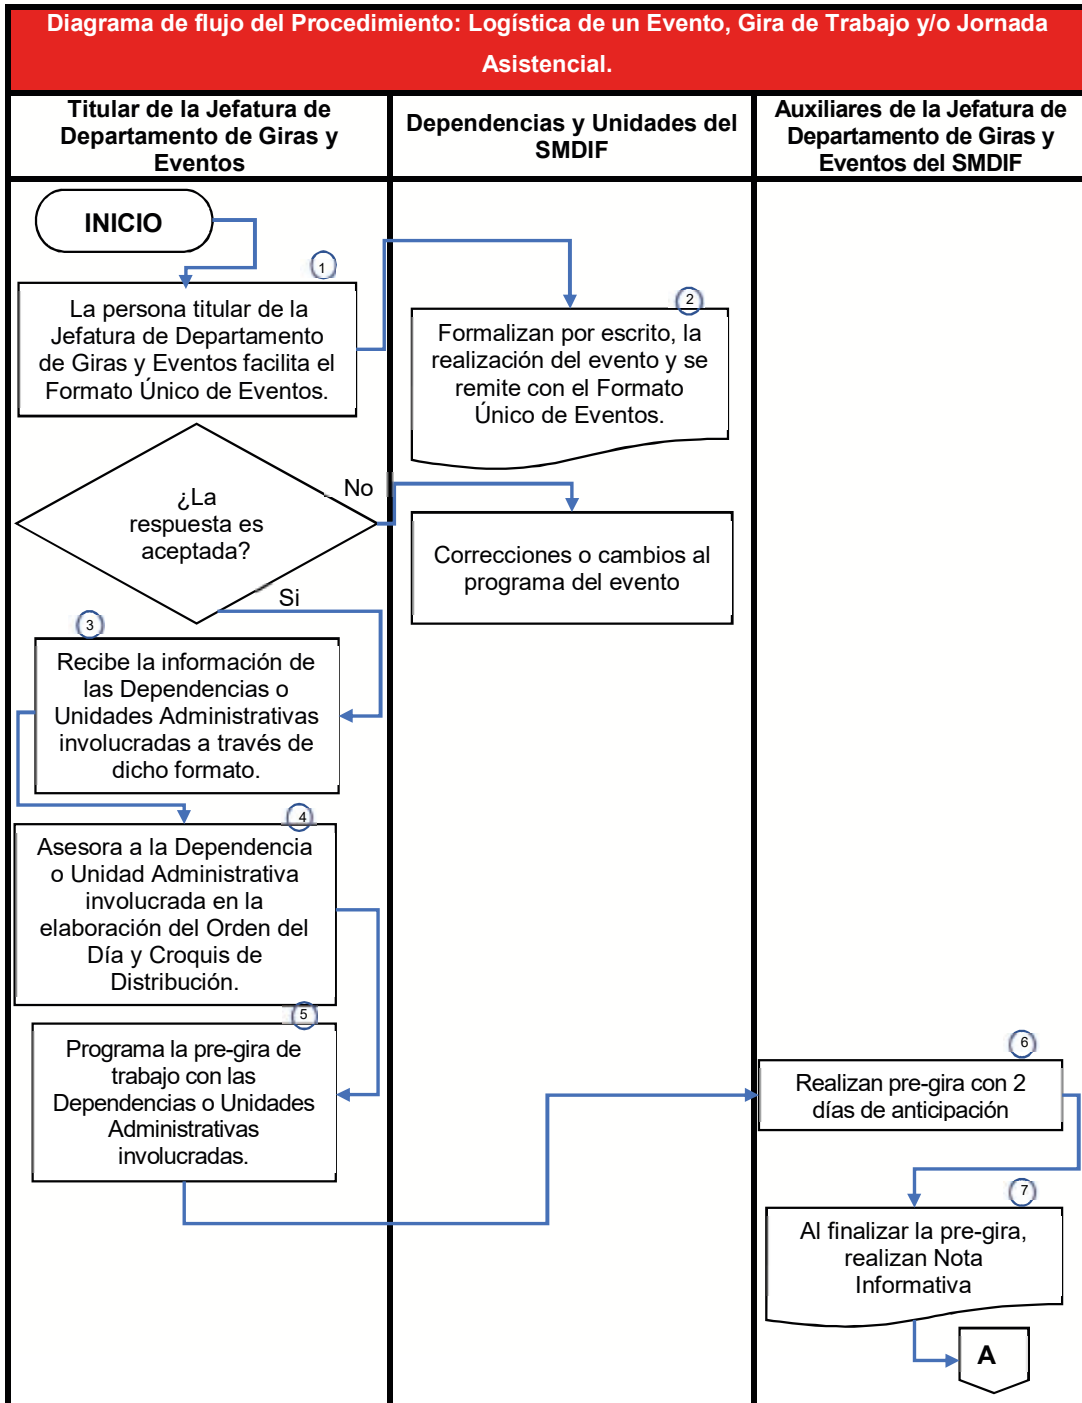 Diagrama de flujo del Procedimiento: Logística de un Evento, Gira de Trabajo y/o Jornada
Asistencial.
Titular de la Jefatura de
Departamento de Giras y
Eventos
Dependencias y Unidades del
SMDIF
Auxiliares de la Jefatura de
Departamento de Giras y
Eventos del SMDIF
INICIO
1
La persona titular de la
Jefatura de Departamento
de Giras y Eventos facilita el
Formato Único de Eventos.
2
Formalizan por escrito, la
realización del evento y se
remite con el Formato
Único de Eventos.
¿La
respuesta es
aceptada?
No
Correcciones o cambios al
programa del evento
Si
3
Recibe la información de
las Dependencias o
Unidades Administrativas
involucradas a través de
dicho formato.
4
Asesora a la Dependencia
o Unidad Administrativa
involucrada en la
elaboración del Orden del
Día y Croquis de
Distribución.
5
Programa la pre-gira de
trabajo con las
Dependencias o Unidades
Administrativas
involucradas.
6
Realizan pre-gira con 2
días de anticipación
7
Al finalizar la pre-gira,
realizan Nota
Informativa
A